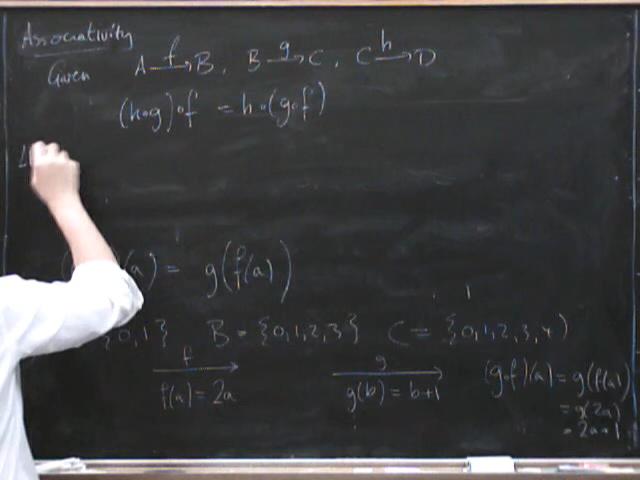 Associativity
Given A —f→ B, B —g→ C, C —h→ D
(h∘g)∘f = h∘(g∘f)
(a) = g(f(a))
{0,1} B = {0,1,2,3} C = {0,1,2,3,4}
f g (g∘f)(a) = g(f(a)
f(a) = 2a g(b) = b+1 = g(2a)
= 2a+1